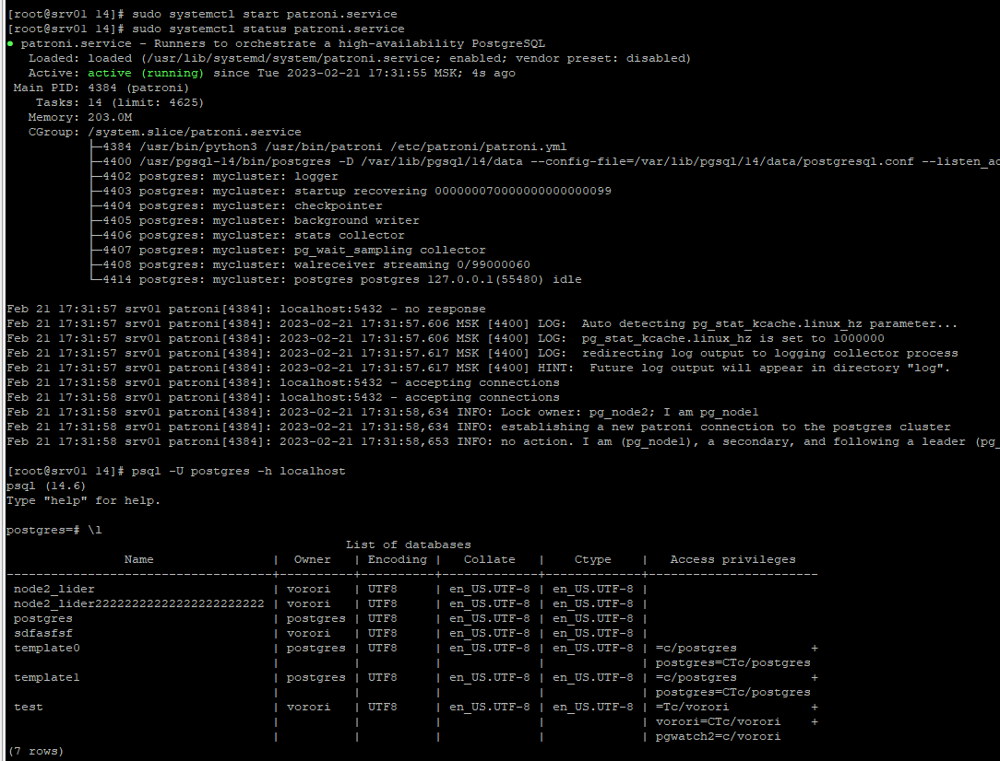 [root@srv01 14]# sudo systemctl start patroni.service
[root@srv01 14]# sudo systemctl status patroni.service
● patroni.service - Runners to orchestrate a high-availability PostgreSQL
   Loaded: loaded (/usr/lib/systemd/system/patroni.service; enabled; vendor preset: disabled)
   Active: active (running) since Tue 2023-02-21 17:31:55 MSK; 4s ago
 Main PID: 4384 (patroni)
    Tasks: 14 (limit: 4625)
   Memory: 203.0M
   CGroup: /system.slice/patroni.service
           ├─4384 /usr/bin/python3 /usr/bin/patroni /etc/patroni/patroni.yml
           ├─4400 /usr/pgsql-14/bin/postgres -D /var/lib/pgsql/14/data --config-file=/var/lib/pgsql/14/data/postgresql.conf --listen_ad
           ├─4402 postgres: mycluster: logger
           ├─4403 postgres: mycluster: startup recovering 000000070000000000000099
           ├─4404 postgres: mycluster: checkpointer
           ├─4405 postgres: mycluster: background writer
           ├─4406 postgres: mycluster: stats collector
           ├─4407 postgres: mycluster: pg_wait_sampling collector
           ├─4408 postgres: mycluster: walreceiver streaming 0/99000060
           └─4414 postgres: mycluster: postgres postgres 127.0.0.1(55480) idle
Feb 21 17:31:57 srv01 patroni[4384]: localhost:5432 - no response
Feb 21 17:31:57 srv01 patroni[4384]: 2023-02-21 17:31:57.606 MSK [4400] LOG:  Auto detecting pg_stat_kcache.linux_hz parameter...
Feb 21 17:31:57 srv01 patroni[4384]: 2023-02-21 17:31:57.606 MSK [4400] LOG:  pg_stat_kcache.linux_hz is set to 1000000
Feb 21 17:31:57 srv01 patroni[4384]: 2023-02-21 17:31:57.617 MSK [4400] LOG:  redirecting log output to logging collector process
Feb 21 17:31:57 srv01 patroni[4384]: 2023-02-21 17:31:57.617 MSK [4400] HINT:  Future log output will appear in directory "log".
Feb 21 17:31:58 srv01 patroni[4384]: localhost:5432 - accepting connections
Feb 21 17:31:58 srv01 patroni[4384]: localhost:5432 - accepting connections
Feb 21 17:31:58 srv01 patroni[4384]: 2023-02-21 17:31:58,634 INFO: Lock owner: pg_node2; I am pg_node1
Feb 21 17:31:58 srv01 patroni[4384]: 2023-02-21 17:31:58,634 INFO: establishing a new patroni connection to the postgres cluster
Feb 21 17:31:58 srv01 patroni[4384]: 2023-02-21 17:31:58,653 INFO: no action. I am (pg_node1), a secondary, and following a leader (pg_
[root@srv01 14]# psql -U postgres -h localhost
psql (14.6)
Type "help" for help.
postgres=# \l
                                              List of databases
                Name                |  Owner   | Encoding |   Collate   |    Ctype    |   Access privileges
------------------------------------+----------+----------+-------------+-------------+-----------------------
 node2_lider                        | vorori   | UTF8     | en_US.UTF-8 | en_US.UTF-8 |
 node2_lider22222222222222222222222 | vorori   | UTF8     | en_US.UTF-8 | en_US.UTF-8 |
 postgres                           | postgres | UTF8     | en_US.UTF-8 | en_US.UTF-8 |
 sdfasfsf                           | vorori   | UTF8     | en_US.UTF-8 | en_US.UTF-8 |
 template0                          | postgres | UTF8     | en_US.UTF-8 | en_US.UTF-8 | =c/postgres          +
                                    |          |          |             |             | postgres=CTc/postgres
 template1                          | postgres | UTF8     | en_US.UTF-8 | en_US.UTF-8 | =c/postgres          +
                                    |          |          |             |             | postgres=CTc/postgres
 test                               | vorori   | UTF8     | en_US.UTF-8 | en_US.UTF-8 | =Tc/vorori           +
                                    |          |          |             |             | vorori=CTc/vorori    +
                                    |          |          |             |             | pgwatch2=c/vorori
(7 rows)